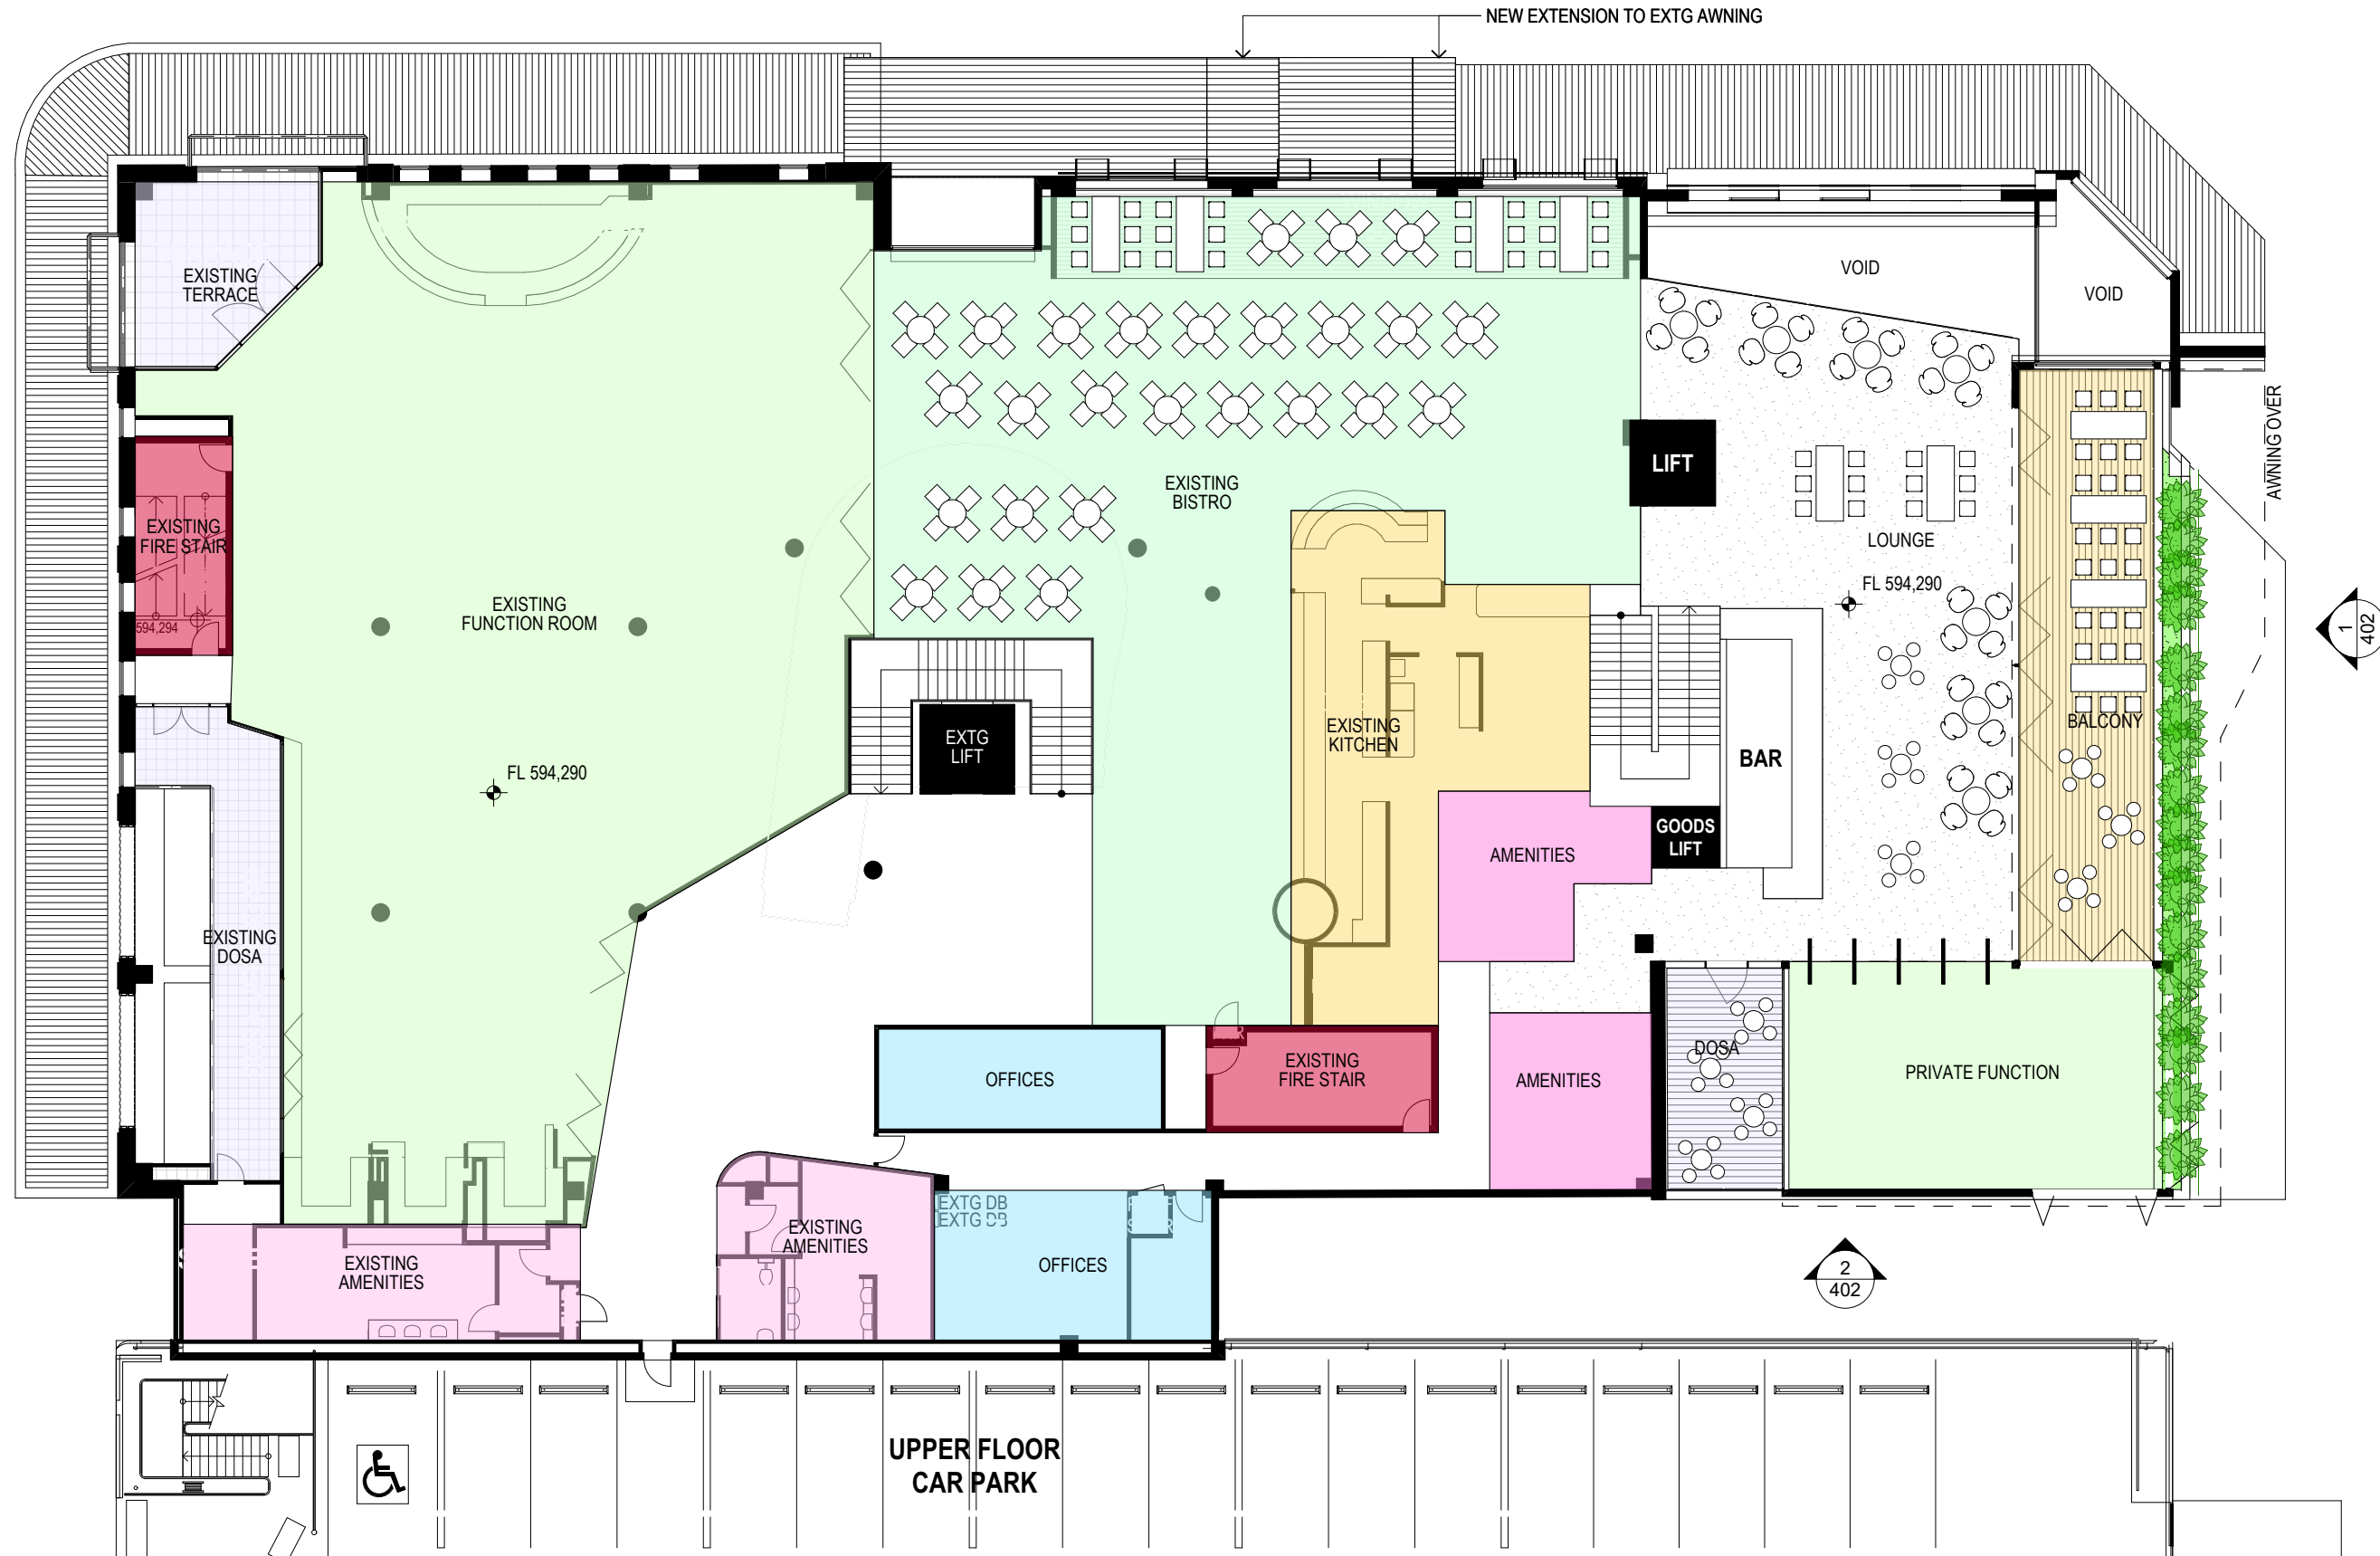 NEW EXTENSION TO EXTG AWNING
EXISTING
TERRACE
VOID
VOID
AWNING OVER
EXISTING
BISTRO
LIFT
LOUNGE
FL 594,290
EXISTING
FIRE STAIR
594,294
EXISTING
FUNCTION ROOM
1
402
EXISTING
KITCHEN
BALCONY
EXTG
LIFT
BAR
FL 594,290
GOODS
LIFT
AMENITIES
EXISTING
DOSA
DOSA
OFFICES
EXISTING
FIRE STAIR
AMENITIES
PRIVATE FUNCTION
EXTG DB
EXTG DB
EXISTING
AMENITIES
EXISTING
AMENITIES
OFFICES
2
402
UPPER FLOOR
CAR PARK